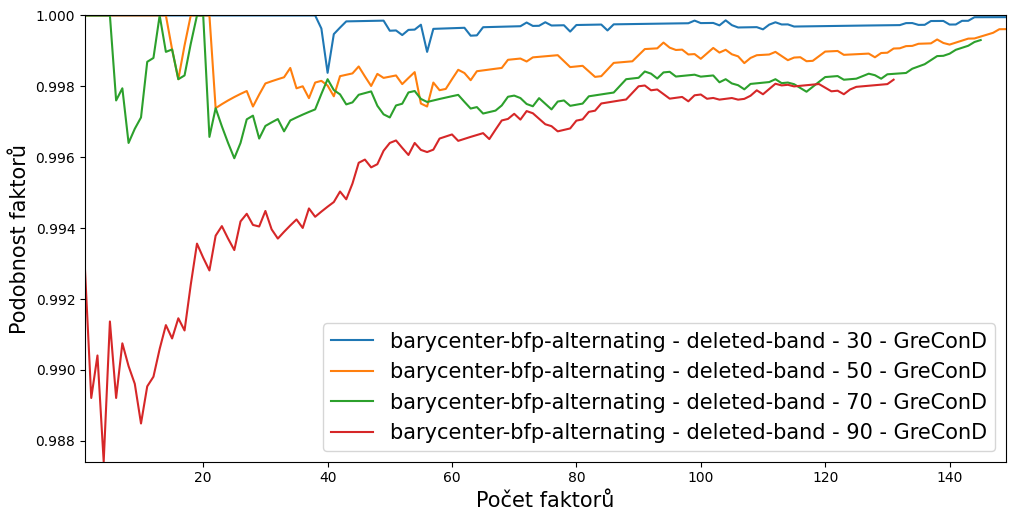 1.000
0.998
0.996
0.994
0.992
0.990
0.988
Podobnost faktorů
barycenter-bfp-alternating - deleted-band - 30 - GreConD
barycenter-bfp-alternating - deleted-band - 50 - GreConD
barycenter-bfp-alternating - deleted-band - 70 - GreConD
barycenter-bfp-alternating - deleted-band - 90 - GreConD
20 40 60 80 100 120 140
Počet faktorů